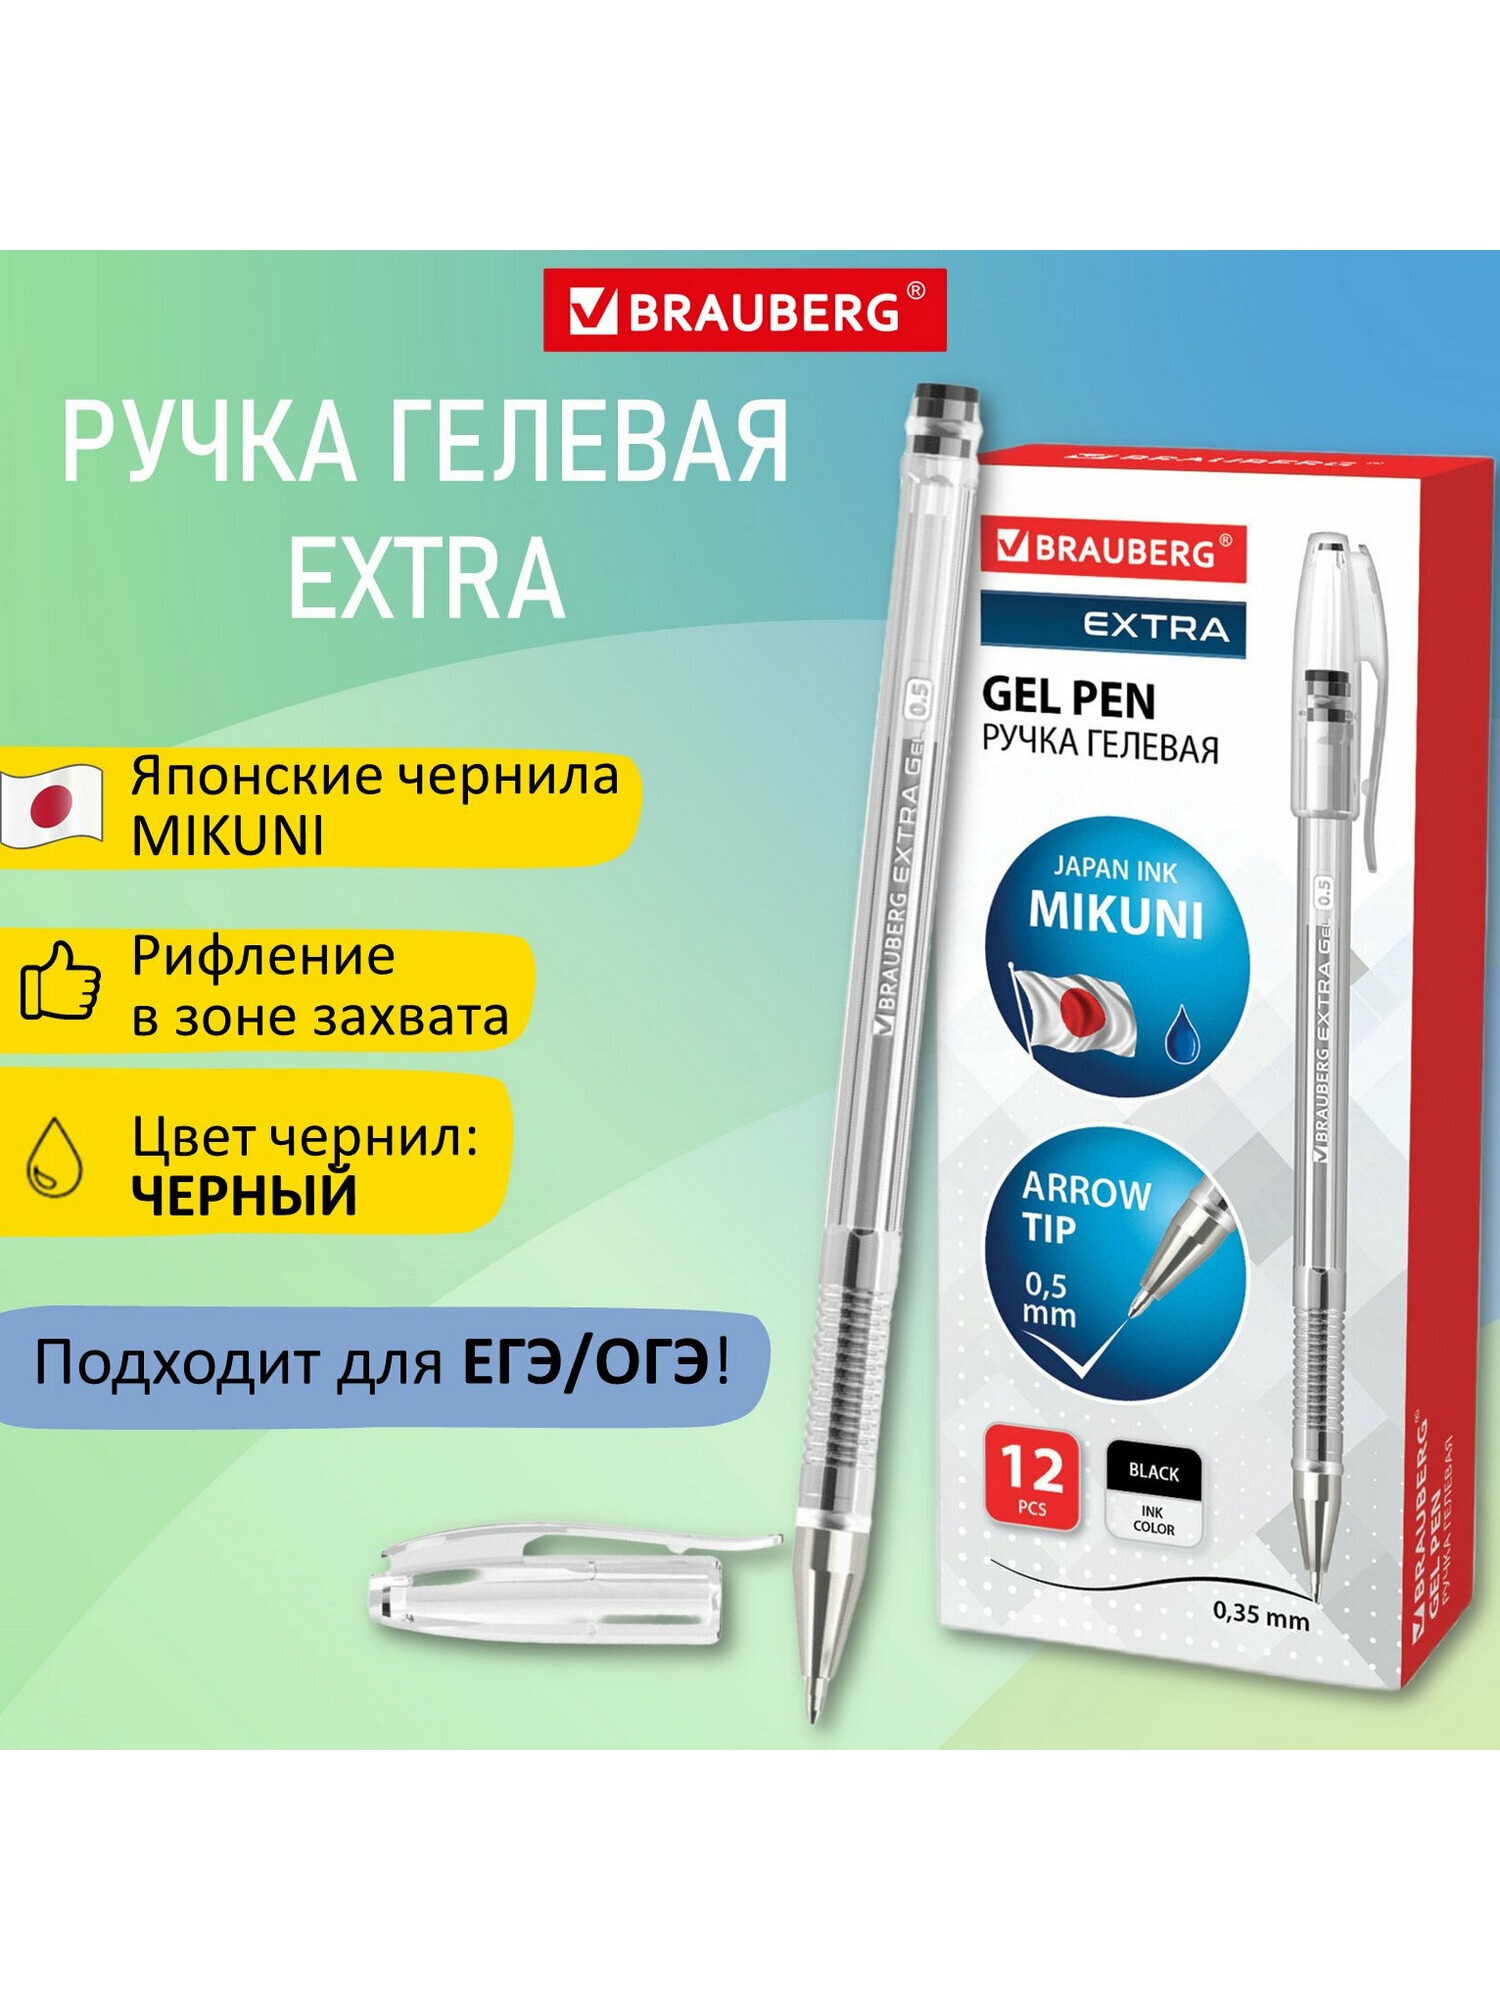 BRAUBERG®
РУЧКА ГЕЛЕВАЯ
EXTRA
Японские чернила
MIKUNI
Рифление
в зоне захвата
Цвет чернил:
ЧЕРНЫЙ
Подходит для ЕГЭ/ОГЭ!
BRAUBERG EXTRA GEL 0.5
BRAUBERG
BRAUBERG®
EXTRA
GEL PEN
РУЧКА ГЕЛЕВАЯ
JAPAN INK
MIKUNI
ARROW
TIP
0,5
mm
12
PCS
BLACK
INK
COLOR
0,35 mm
BRAUBERG EXTRA GEL 0.5
BRAUBERG®
GEL PEN
РУЧКА ГЕЛЕВАЯ